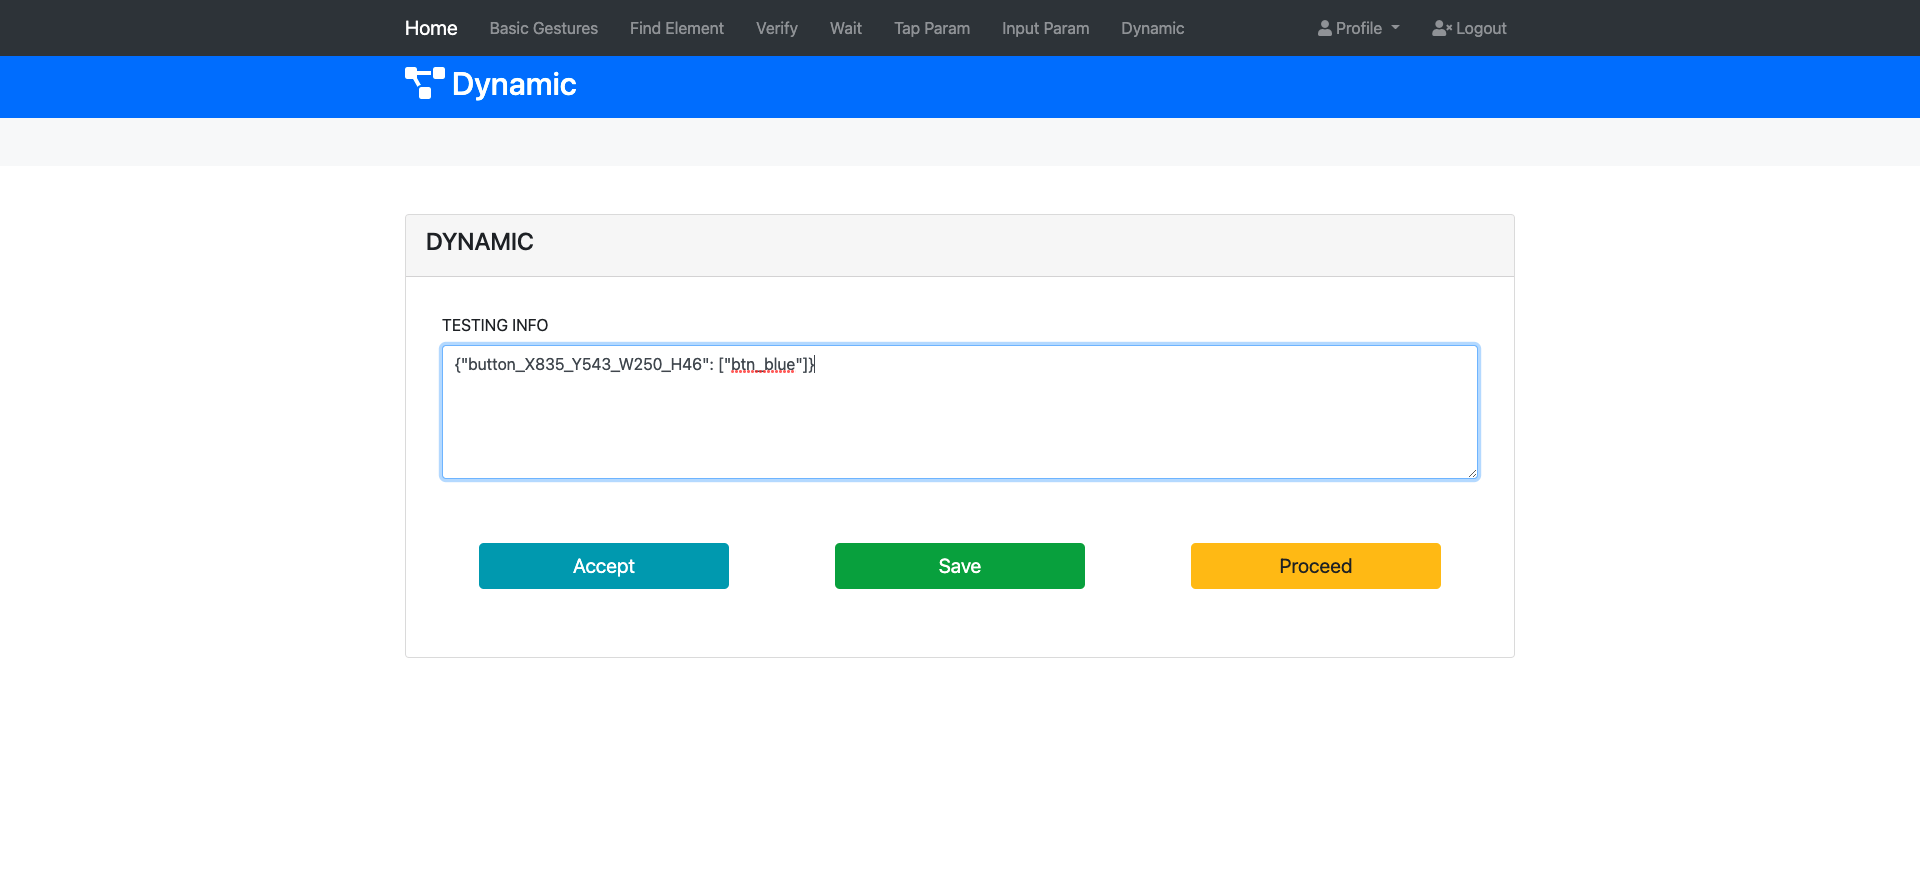 Home Basic Gestures Find Element Verify Wait Tap Param Input Param Dynamic Profile Logout
Dynamic
DYNAMIC
TESTING INFO
{"button_X835_Y543_W250_H46": ["btn_blue"]}
Accept Save Proceed